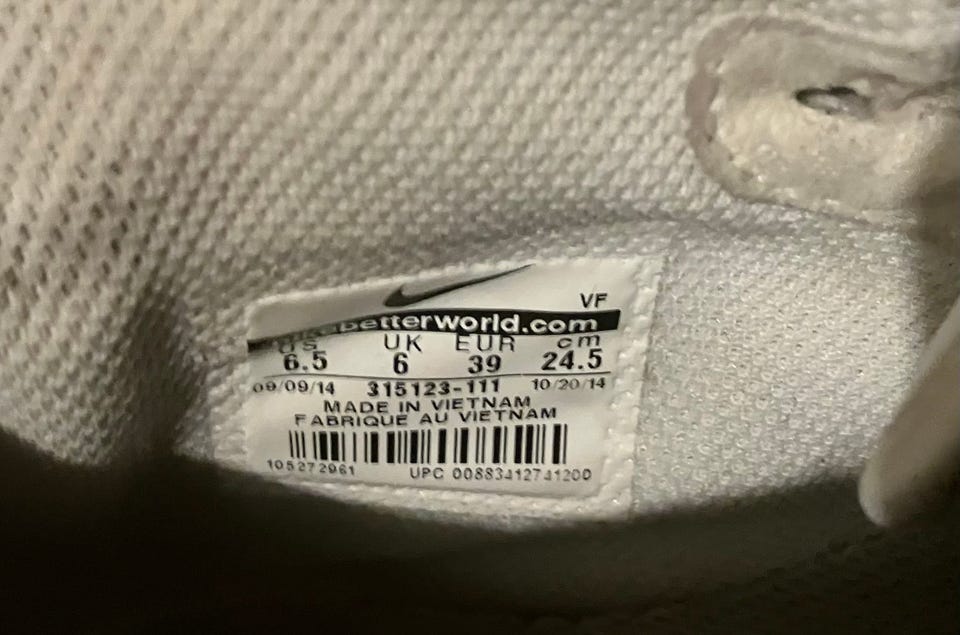 VF
betterworld.com
US UK EUR cm
6.5 6 39 24.5
09/09/14 315123-111 10/20/14
MADE IN VIETNAM
FABRIQUE AU VIETNAM
105272961 UPC 00883412741200